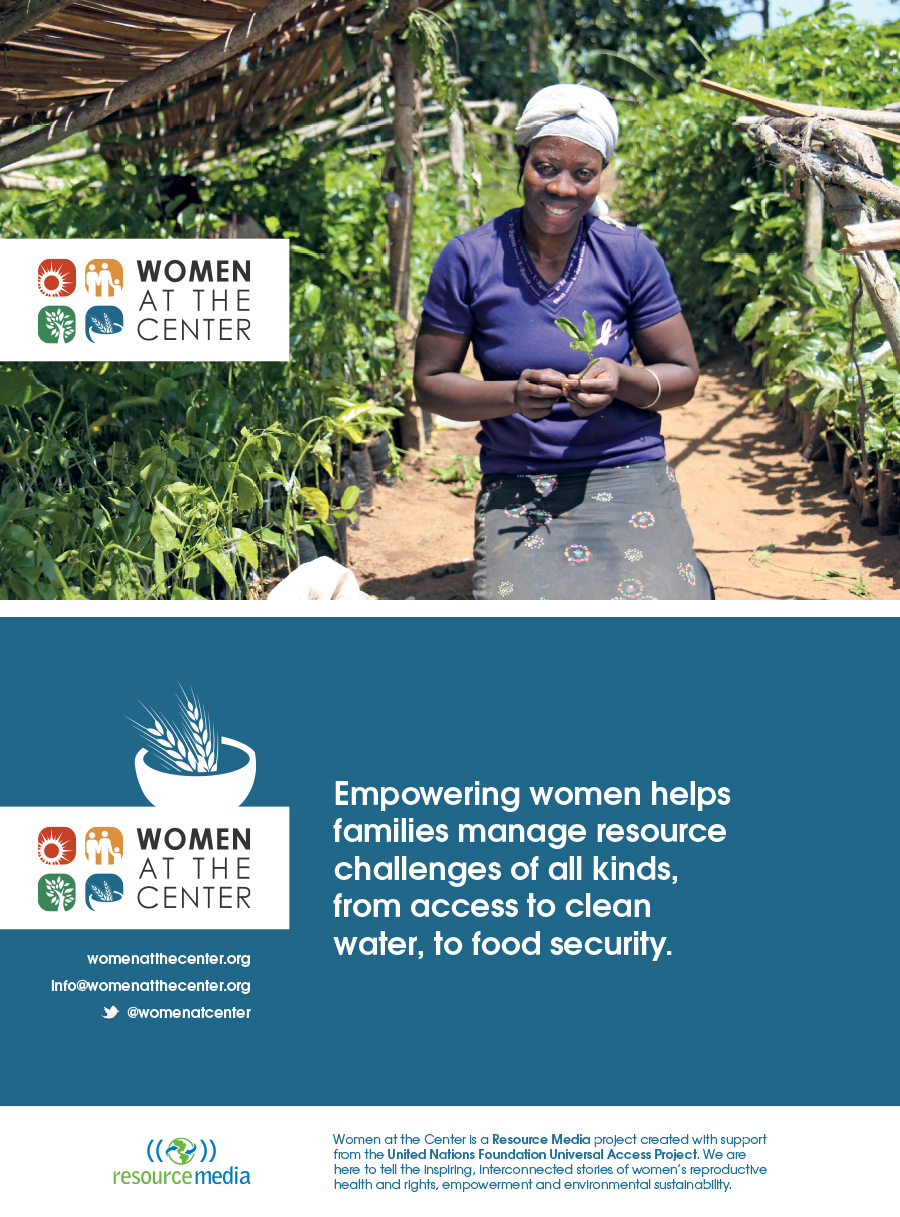 WOMEN
AT THE
CENTER
Empowering women helps
families manage resource
challenges of all kinds,
from access to clean
water, to food security.
WOMEN
AT THE
CENTER
womenatthecenter.org
info@womenatthecenter.org
@womenatcenter
resourcemedia
Women at the Center is a Resource Media project created with support
from the United Nations Foundation Universal Access Project. We are
here to tell the inspiring, interconnected stories of women's reproductive
health and rights, empowerment and environmental sustainability.